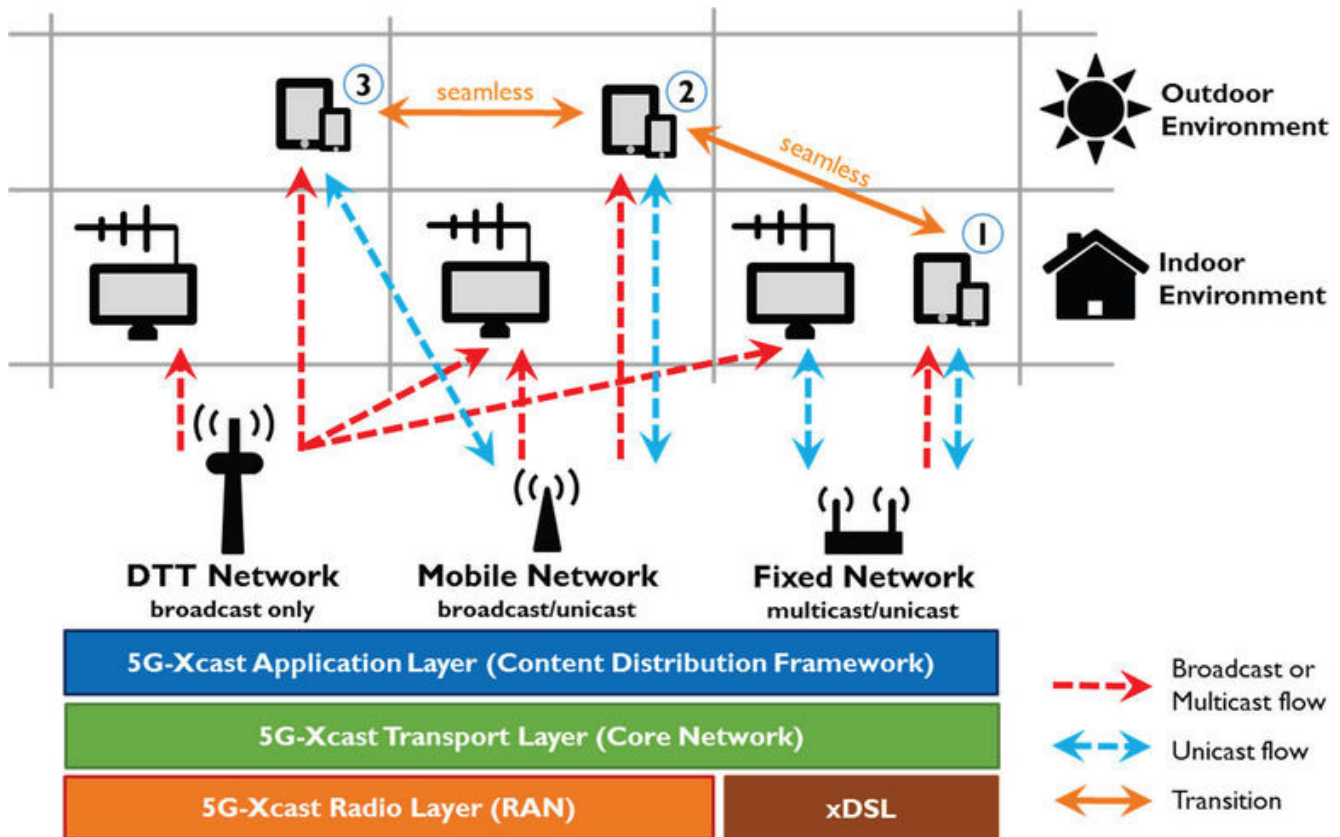 3
seamless
2
seamless
1
Outdoor
Environment
Indoor
Environment
DTT Network
broadcast only
Mobile Network
broadcast/unicast
Fixed Network
multicast/unicast
5G-Xcast Application Layer (Content Distribution Framework)
5G-Xcast Transport Layer (Core Network)
5G-Xcast Radio Layer (RAN)
xDSL
Broadcast or
Multicast flow
Unicast flow
Transition